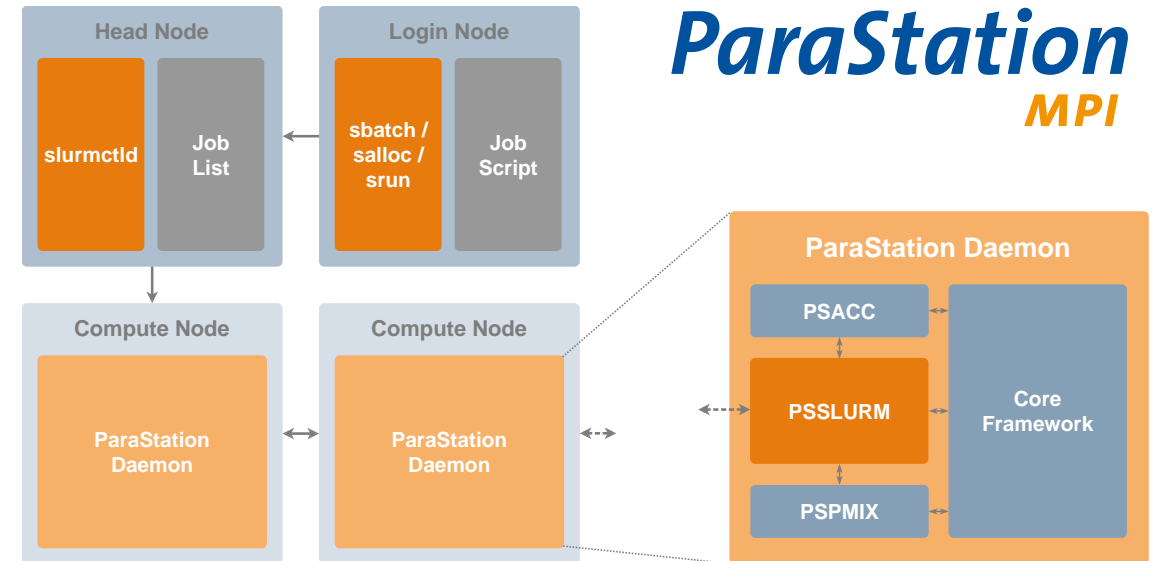 Head Node
slurmctld
Job
List
Login Node
sbatch /
salloc /
srun
Job
Script
ParaStation
MPI
Compute Node
ParaStation
Daemon
Compute Node
ParaStation
Daemon
ParaStation Daemon
PSACC
PSSLURM
PSPMIX
Core
Framework